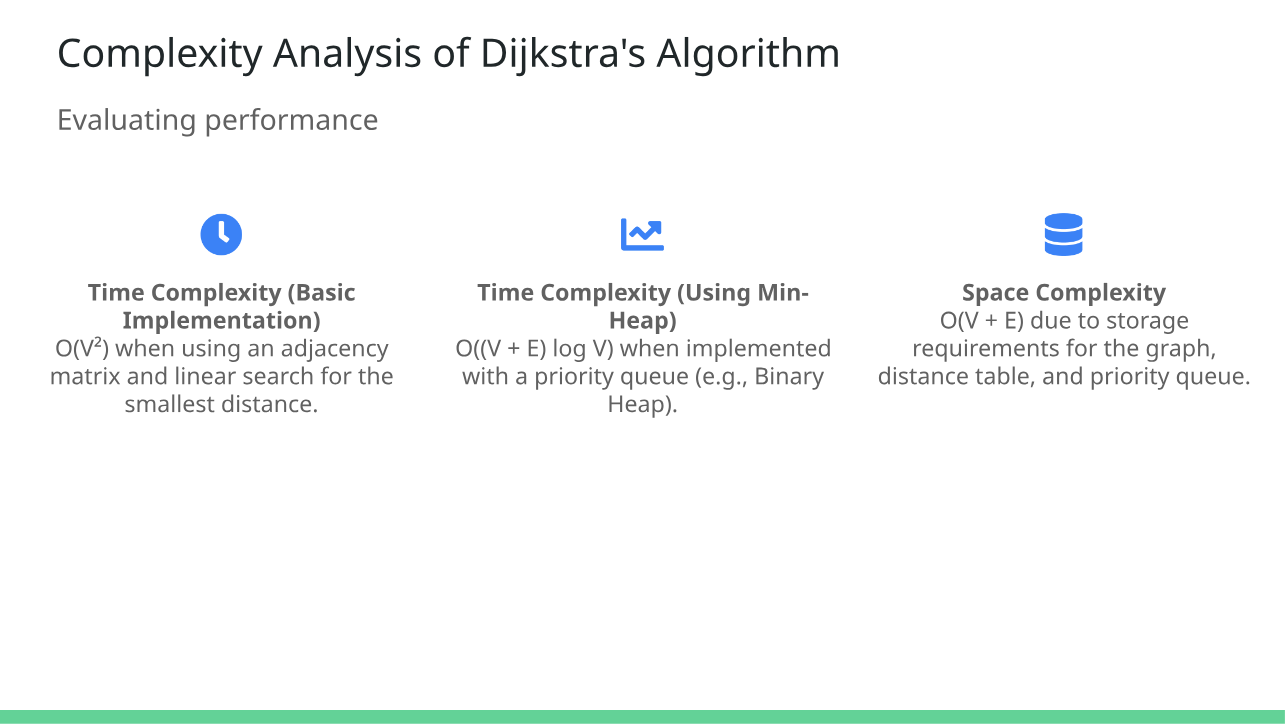 Complexity Analysis of Dijkstra's Algorithm
Evaluating performance
Time Complexity (Basic
Implementation)
O(V²) when using an adjacency
matrix and linear search for the
smallest distance.
Time Complexity (Using Min-
Heap)
O((V + E) log V) when implemented
with a priority queue (e.g., Binary
Heap).
Space Complexity
O(V + E) due to storage
requirements for the graph,
distance table, and priority queue.